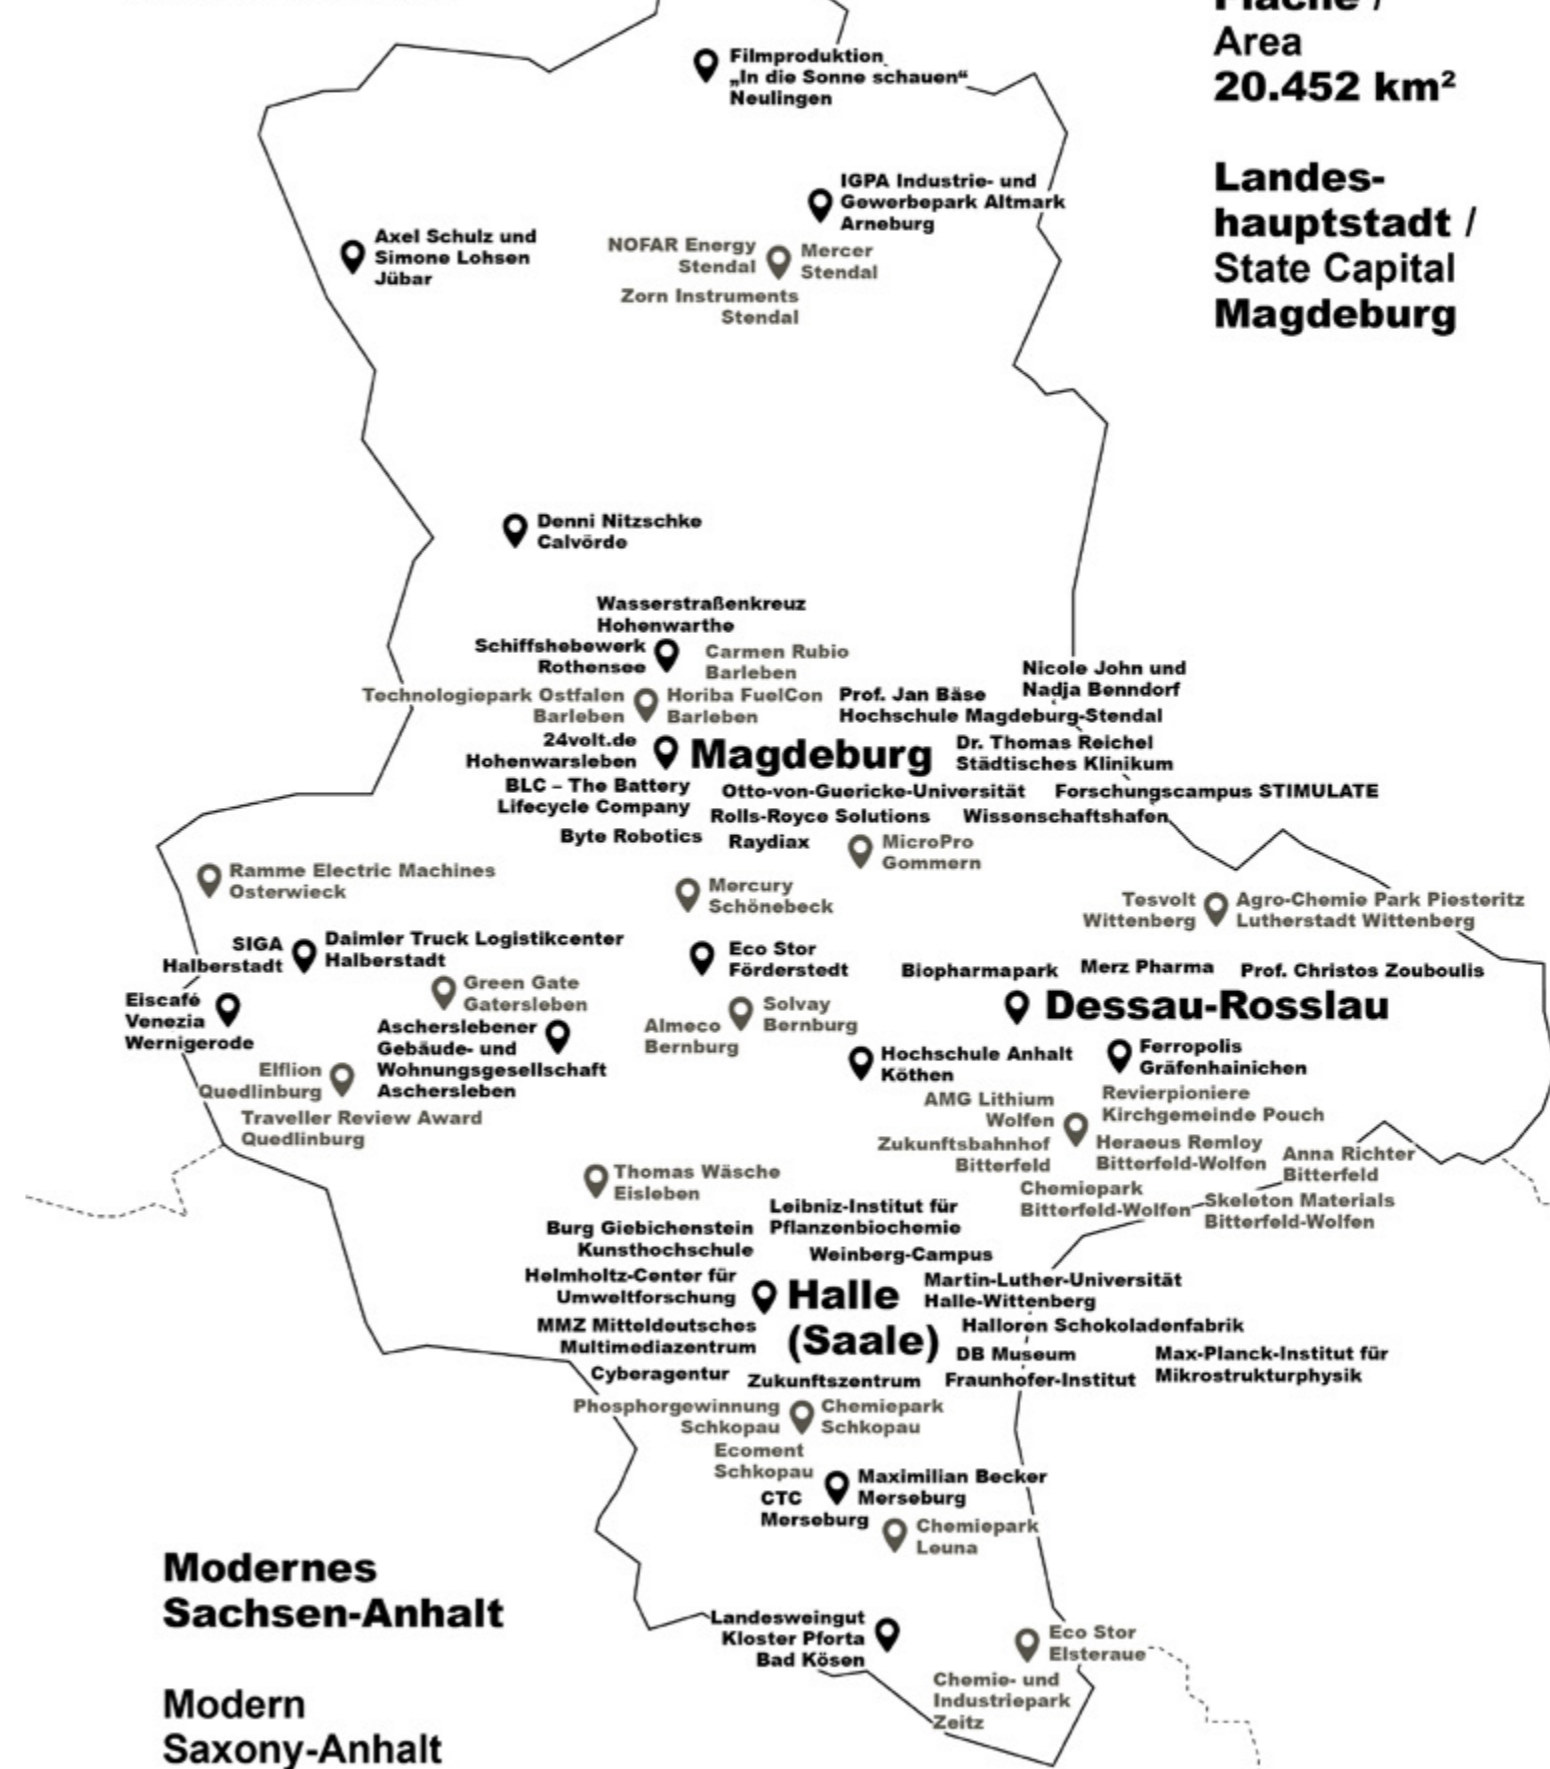 Fläche /
Area
20.452 km²
Landes-
hauptstadt /
State Capital
Magdeburg
Filmproduktion
„In die Sonne schauen“
Neulingen
IGPA Industrie- und
Gewerbepark Altmark
Arneburg
Axel Schulz und
Simone Lohsen
Jübar
NOFAR Energy
Stendal
Mercer
Stendal
Zorn Instruments
Stendal
Denni Nitzschke
Calvörde
Wasserstraßenkreuz
Hohenwarthe
Schiffshebewerk
Rothensee
Carmen Rubio
Barleben
Technologiepark Ostfalen
Barleben
Horiba FuelCon
Barleben
Prof. Jan Bäse
Hochschule Magdeburg-Stendal
Nicole John und
Nadja Benndorf
24volt.de
Hohenwarsleben
Magdeburg
Dr. Thomas Reichel
Städtisches Klinikum
BLC – The Battery
Lifecycle Company
Otto-von-Guericke-Universität
Forschungscampus STIMULATE
Rolls-Royce Solutions
Wissenschaftshafen
Byte Robotics
Raydiax
MicroPro
Gommern
Ramme Electric Machines
Osterwieck
Mercury
Schönebeck
Tesvolt
Wittenberg
Agro-Chemie Park Piesteritz
Lutherstadt Wittenberg
SIGA
Halberstadt
Daimler Truck Logistikcenter
Halberstadt
Eco Stor
Förderstedt
Biopharmapark
Merz Pharma
Prof. Christos Zouboulis
Dessau-Rosslau
Green Gate
Gatersleben
Eiscafé
Venezia
Wernigerode
Ascherslebener
Gebäude- und
Wohnungsgesellschaft
Aschersleben
Almeco
Bernburg
Solvay
Bernburg
Hochschule Anhalt
Köthen
Ferropolis
Gräfenhainichen
Elflion
Quedlinburg
Traveller Review Award
Quedlinburg
AMG Lithium
Wolfen
Revierpioniere
Kirchgemeinde Pouch
Zukunftsbahnhof
Bitterfeld
Heraeus Remloy
Bitterfeld-Wolfen
Anna Richter
Bitterfeld
Chemiepark
Bitterfeld-Wolfen
Skeleton Materials
Bitterfeld-Wolfen
Thomas Wäsche
Eisleben
Leibniz-Institut für
Pflanzenbiochemie
Burg Giebichenstein
Kunsthochschule
Weinberg-Campus
Helmholtz-Center für
Umweltforschung
Halle
(Saale)
Martin-Luther-Universität
Halle-Wittenberg
MMZ Mitteldeutsches
Multimediazentrum
Halloren Schokoladenfabrik
DB Museum
Max-Planck-Institut für
Mikrostrukturphysik
Cyberagentur
Zukunftszentrum
Fraunhofer-Institut
Phosphorgewinnung
Schkopau
Chemiepark
Schkopau
Ecoment
Schkopau
Maximilian Becker
Merseburg
CTC
Merseburg
Chemiepark
Leuna
Landesweingut
Kloster Pforta
Bad Kösen
Eco Stor
Elsteraue
Chemie- und
Industriepark
Zeitz
Modernes
Sachsen-Anhalt
Modern
Saxony-Anhalt